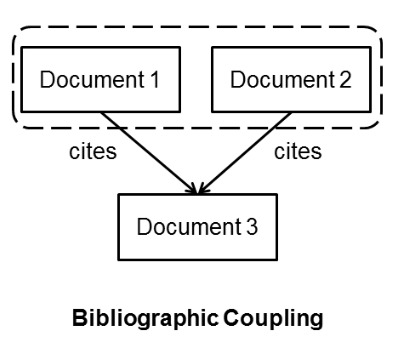 Document 1
Document 2
cites
cites
Document 3
Bibliographic Coupling